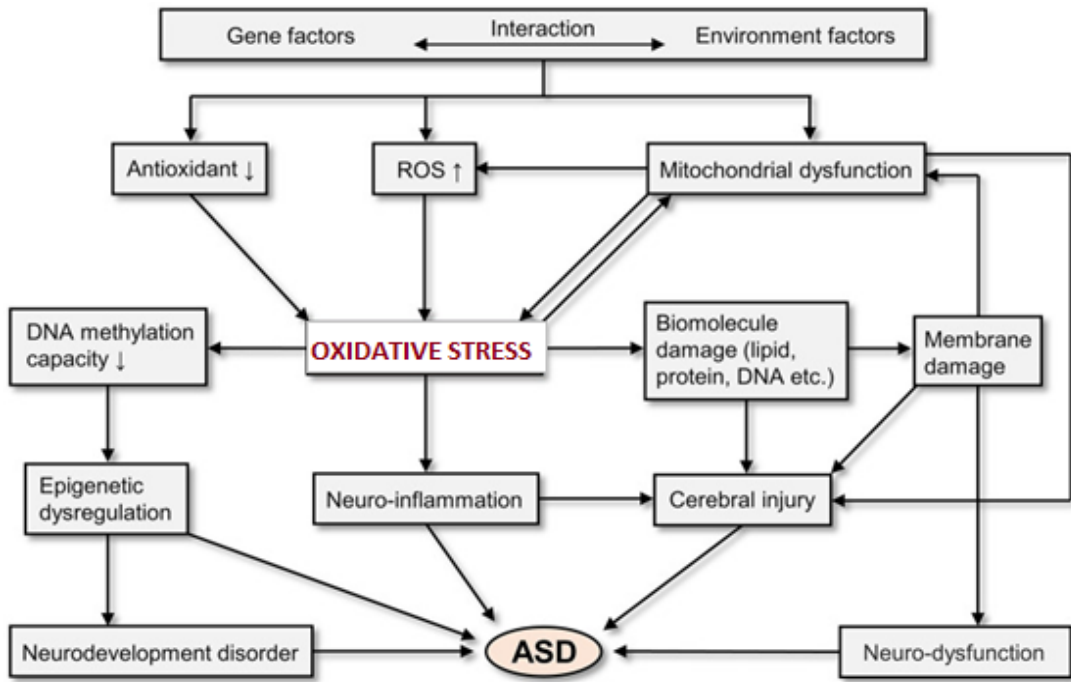 Gene factors
Interaction
Environment factors
Antioxidant ↓
ROS ↑
Mitochondrial dysfunction
DNA methylation
capacity ↓
OXIDATIVE STRESS
Biomolecule
damage (lipid,
protein, DNA etc.)
Membrane
damage
Epigenetic
dysregulation
Neuro-inflammation
Cerebral injury
Neurodevelopment disorder
ASD
Neuro-dysfunction